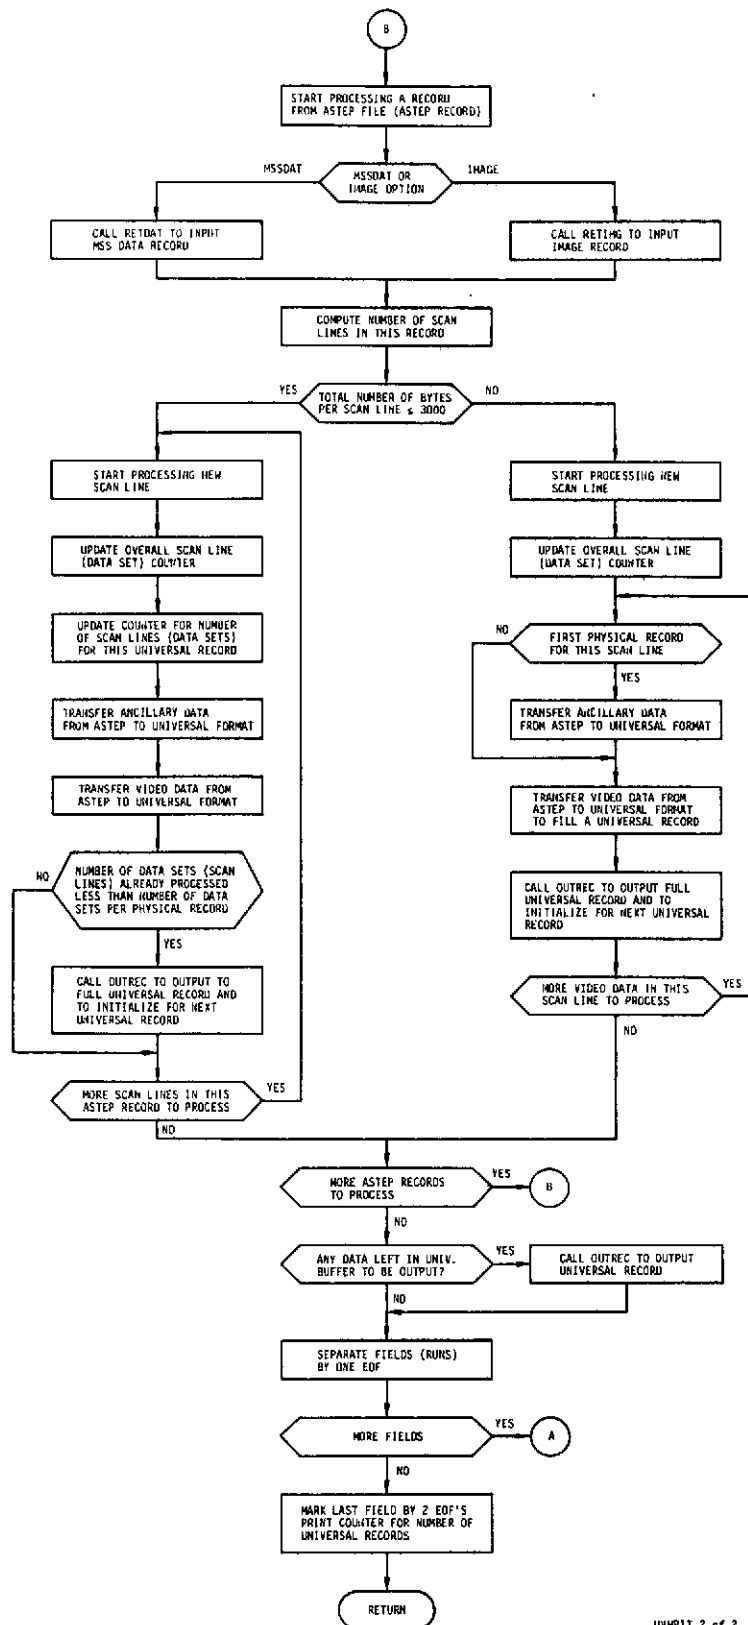 B
START PROCESSING A RECORD
FROM ASTEP FILE (ASTEP RECORD)
MSSDAT
MSSDAT OR
IMAGE OPTION
IMAGE
CALL RETDAT TO INPUT
MSS DATA RECORD
CALL RETIMG TO INPUT
IMAGE RECORD
COMPUTE NUMBER OF SCAN
LINES IN THIS RECORD
YES
TOTAL NUMBER OF BYTES
PER SCAN LINE ≤ 3000
NO
START PROCESSING NEW
SCAN LINE
UPDATE OVERALL SCAN LINE
(DATA SET) COUNTER
UPDATE COUNTER FOR NUMBER
OF SCAN LINES (DATA SETS)
FOR THIS UNIVERSAL RECORD
TRANSFER ANCILLARY DATA
FROM ASTEP TO UNIVERSAL FORMAT
TRANSFER VIDEO DATA FROM
ASTEP TO UNIVERSAL FORMAT
NO
NUMBER OF DATA SETS (SCAN
LINES) ALREADY PROCESSED
LESS THAN NUMBER OF DATA
SETS PER PHYSICAL RECORD
YES
CALL OUTREC TO OUTPUT TO
FULL UNIVERSAL RECORD AND
TO INITIALIZE FOR NEXT
UNIVERSAL RECORD
MORE SCAN LINES IN THIS
ASTEP RECORD TO PROCESS
YES
NO
START PROCESSING NEW
SCAN LINE
UPDATE OVERALL SCAN LINE
(DATA SET) COUNTER
NO
FIRST PHYSICAL RECORD
FOR THIS SCAN LINE
YES
TRANSFER ANCILLARY DATA
FROM ASTEP TO UNIVERSAL FORMAT
TRANSFER VIDEO DATA FROM
ASTEP TO UNIVERSAL FORMAT
TO FILL A UNIVERSAL RECORD
CALL OUTREC TO OUTPUT FULL
UNIVERSAL RECORD AND TO
INITIALIZE FOR NEXT UNIVERSAL
RECORD
MORE VIDEO DATA IN THIS
SCAN LINE TO PROCESS
YES
NO
MORE ASTEP RECORDS
TO PROCESS
YES
B
NO
ANY DATA LEFT IN UNIV.
BUFFER TO BE OUTPUT?
YES
CALL OUTREC TO OUTPUT
UNIVERSAL RECORD
NO
SEPARATE FIELDS (RUNS)
BY ONE EOF
MORE FIELDS
YES
A
NO
MARK LAST FIELD BY 2 EOF'S
PRINT COUNTER FOR NUMBER OF
UNIVERSAL RECORDS
RETURN